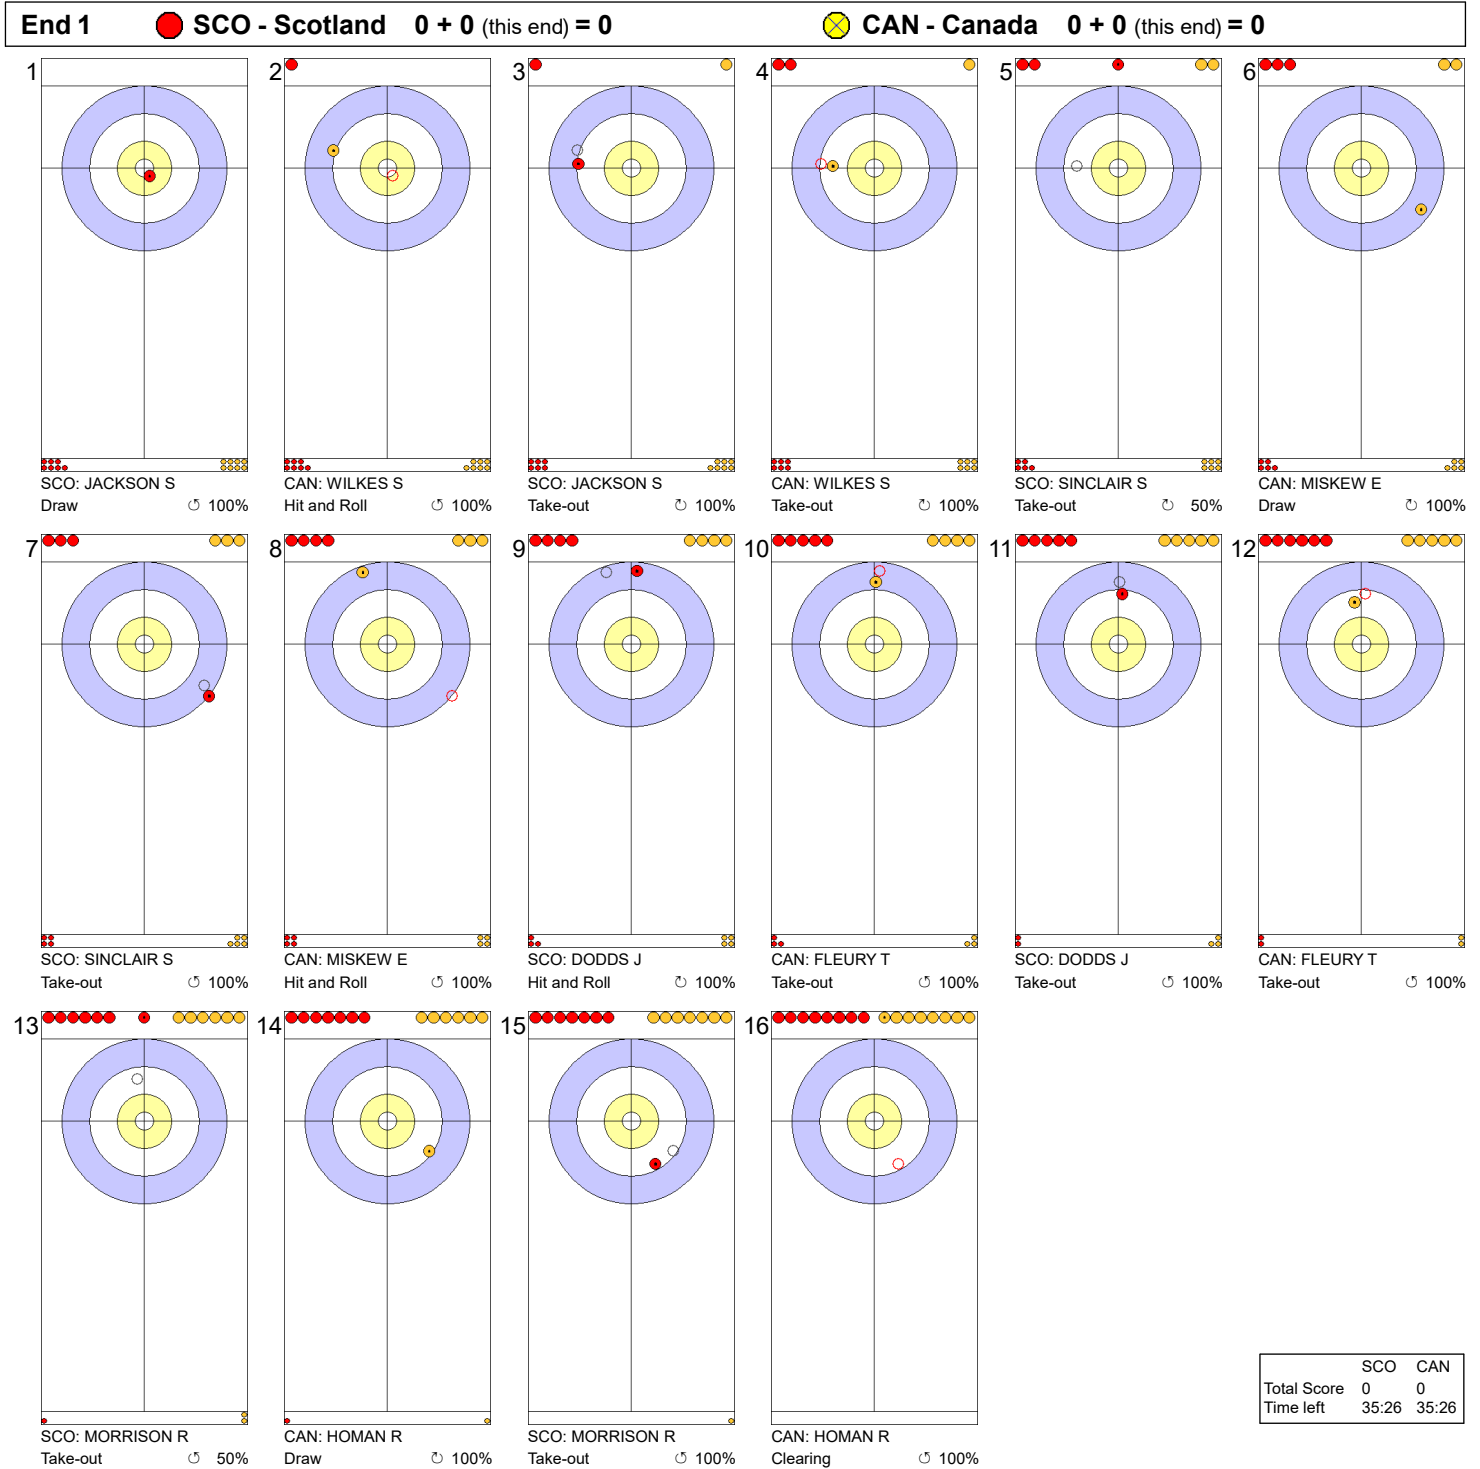 End 1 SCO - Scotland 0 + 0 (this end) = 0 CAN - Canada 0 + 0 (this end) = 0
1 2 3 4 5 6
SCO: JACKSON S CAN: WILKES S SCO: JACKSON S CAN: WILKES S SCO: SINCLAIR S CAN: MISKEW E
Draw ↺ 100% Hit and Roll ↺ 100% Take-out ↻ 100% Take-out ↻ 100% Take-out ↻ 50% Draw ↺ 100%
7 8 9 10 11 12
SCO: SINCLAIR S CAN: MISKEW E SCO: DODDS J CAN: FLEURY T SCO: DODDS J CAN: FLEURY T
Take-out ↺ 100% Hit and Roll ↺ 100% Hit and Roll ↻ 100% Take-out ↻ 100% Take-out ↺ 100% Take-out ↻ 100%
13 14 15 16
SCO: MORRISON R CAN: HOMAN R SCO: MORRISON R CAN: HOMAN R
Take-out ↺ 50% Draw ↺ 100% Take-out ↺ 100% Clearing ↺ 100%
SCO CAN
Total Score 0 0
Time left 35:26 35:26